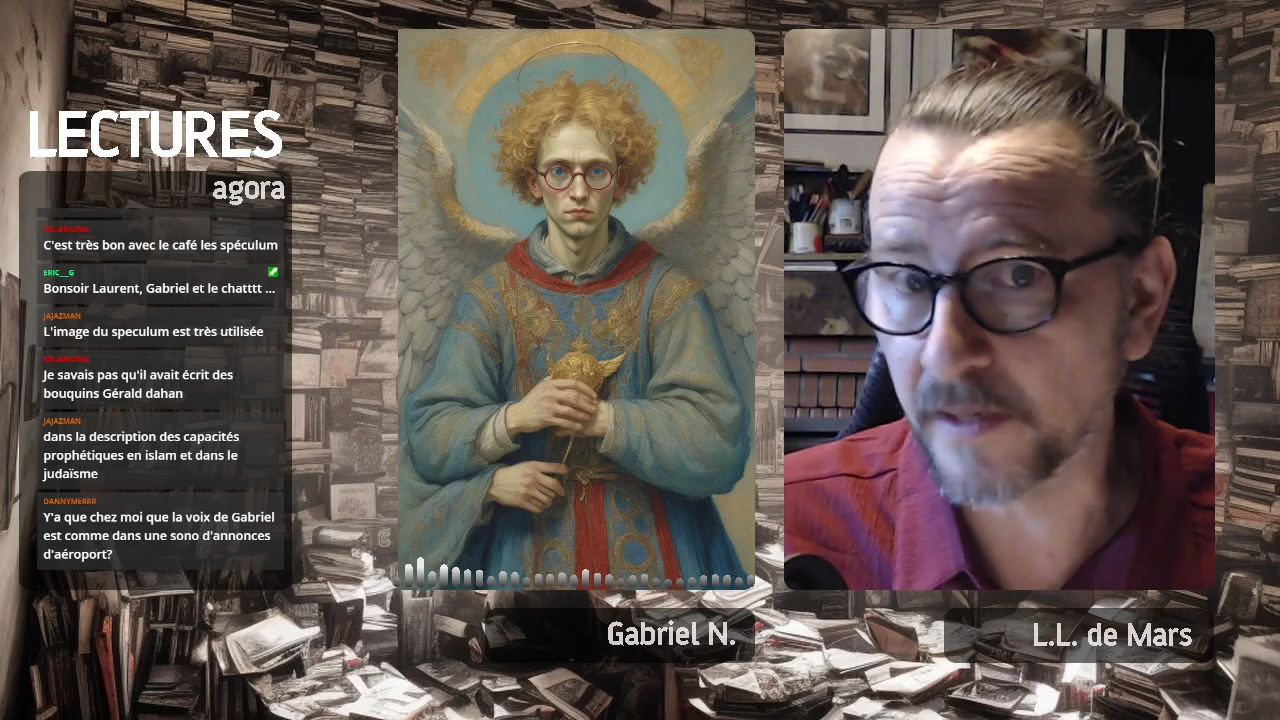 LECTURES
agora
C'est très bon avec le café les spéculum
ERIC__G
Bonsoir Laurent, Gabriel et le chatttt ...
JAJAZMAN
L'image du speculum est très utilisée
Je savais pas qu'il avait écrit des
bouquins Gérald dahan
JAJAZMAN
dans la description des capacités
prophétiques en islam et dans le
judaïsme
DANNYMERRR
Y'a que chez moi que la voix de Gabriel
est comme dans une sono d'annonces
d'aéroport?
Gabriel N.
L.L. de Mars